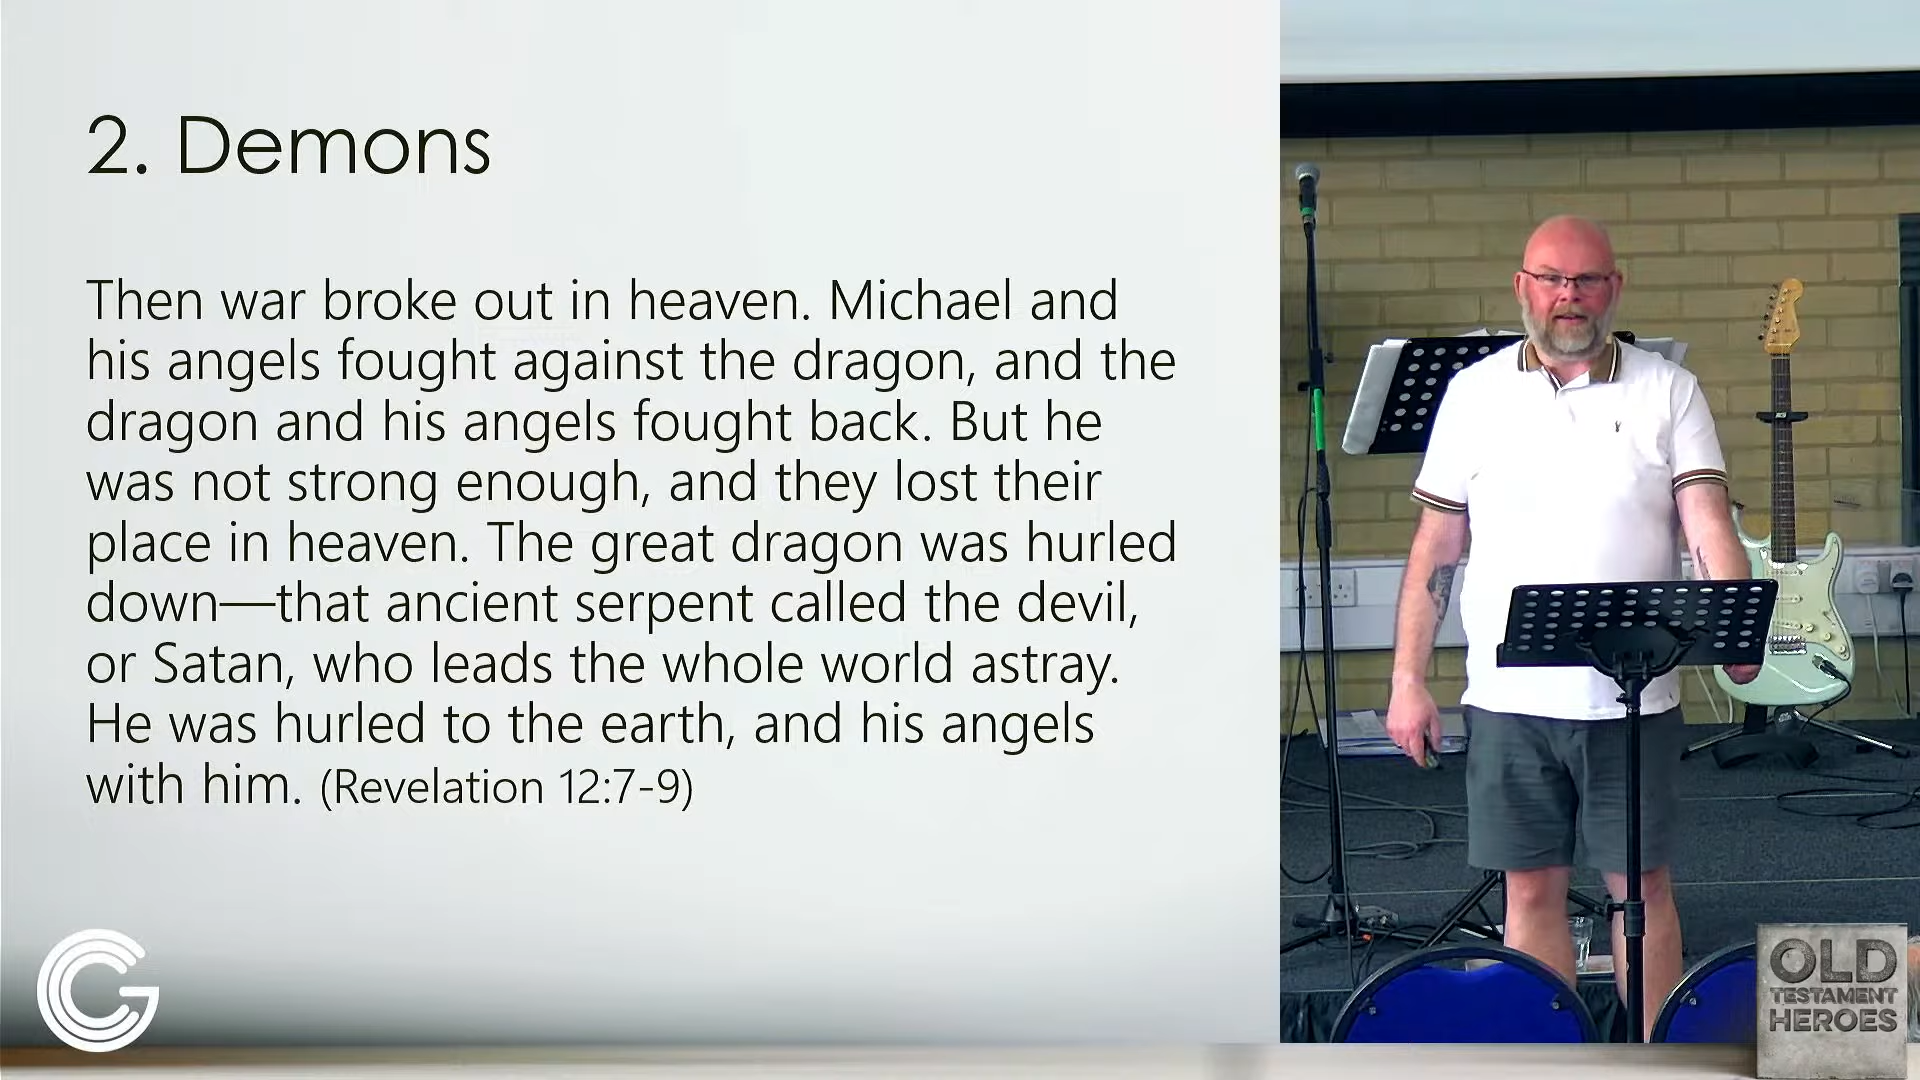 2. Demons
Then war broke out in heaven. Michael and
his angels fought against the dragon, and the
dragon and his angels fought back. But he
was not strong enough, and they lost their
place in heaven. The great dragon was hurled
down—that ancient serpent called the devil,
or Satan, who leads the whole world astray.
He was hurled to the earth, and his angels
with him. (Revelation 12:7-9)
OLD
TESTAMENT
HEROES